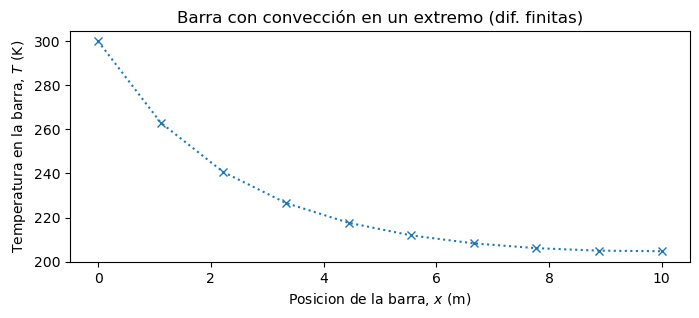 Barra con convección en un extremo (dif. finitas)
Temperatura en la barra, T (K)
300
280
260
240
220
200
0 2 4 6 8 10
Posicion de la barra, x (m)